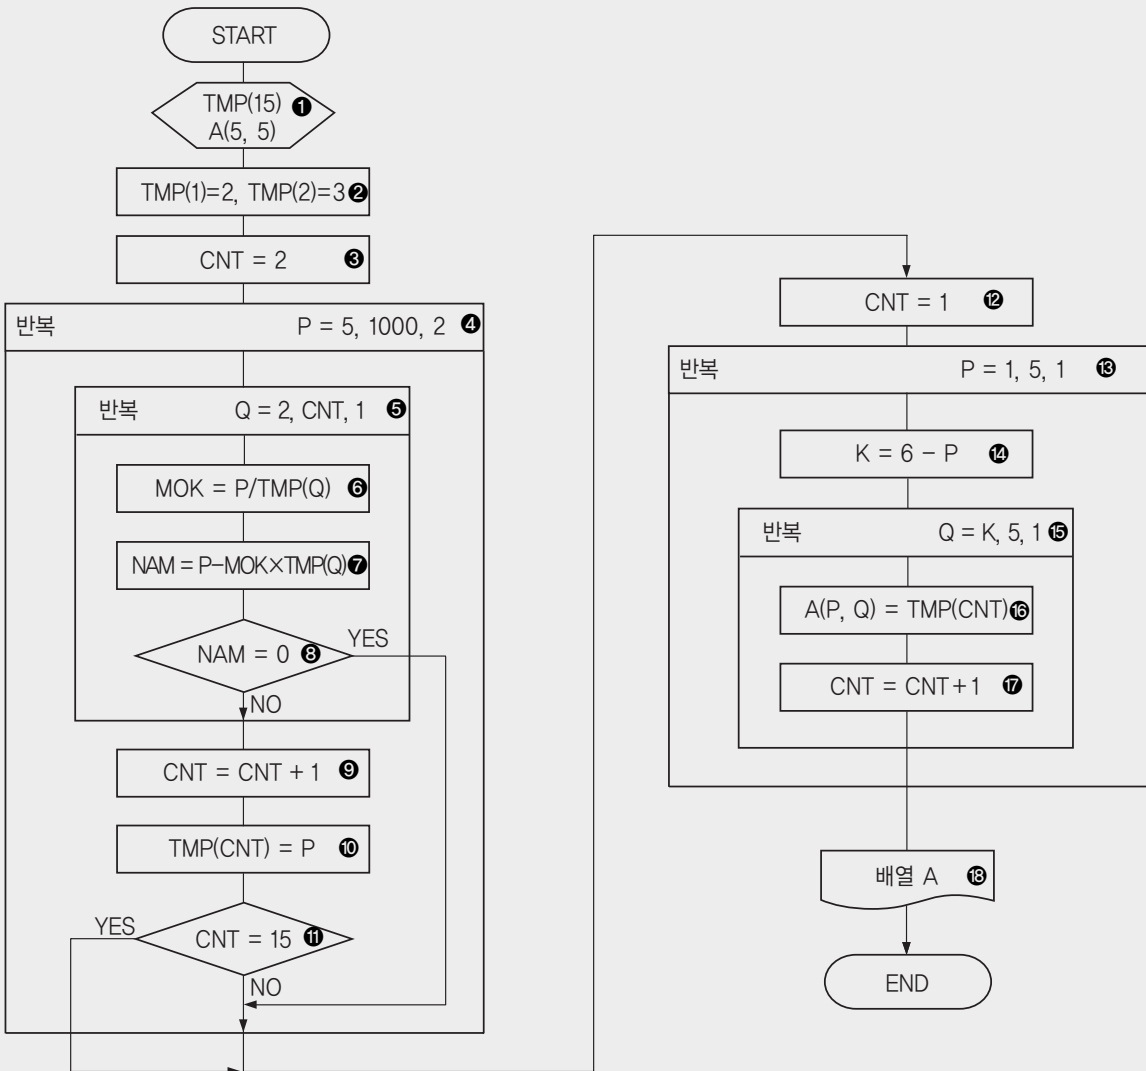 START
TMP(15) ❶
A(5, 5)
TMP(1)=2, TMP(2)=3 ❷
CNT = 2 ❸
반복 P = 5, 1000, 2 ❹
반복 Q = 2, CNT, 1 ❺
MOK = P/TMP(Q) ❻
NAM = P−MOK×TMP(Q) ❼
NAM = 0 ❽
YES
NO
CNT = CNT + 1 ❾
TMP(CNT) = P ❿
YES
CNT = 15 ⓫
NO
CNT = 1 ⓬
반복 P = 1, 5, 1 ⓭
K = 6 − P ⓮
반복 Q = K, 5, 1 ⓯
A(P, Q) = TMP(CNT) ⓰
CNT = CNT+1 ⓱
배열 A ⓲
END